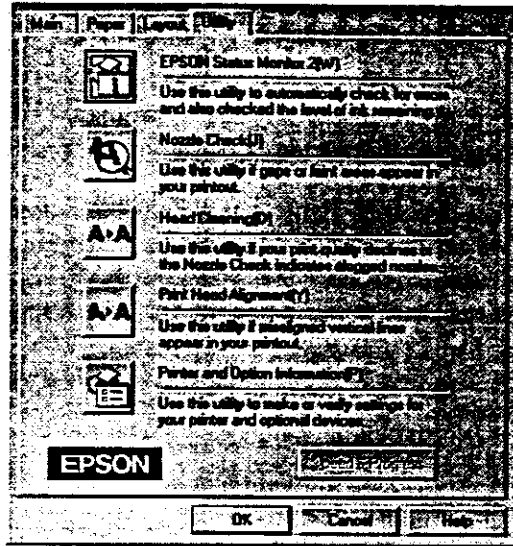 Main Paper Layout Utility
EPSON Status Monitor 2(W)
Use this utility to automatically check for errors
and also checked the level of ink remaining.
Nozzle Check(J)
Use this utility if gaps or faint areas appear in
your printout.
Head Cleaning(D)
Use this utility if your print quality declines in
the Nozzle Check indicates clogged nozzles.
Print Head Alignment(Y)
Use this utility if misaligned vertical lines
appear in your printout.
Printer and Option Information(P)
Use this utility to make or verify settings for
your printer and optional devices.
EPSON
OK Cancel Help